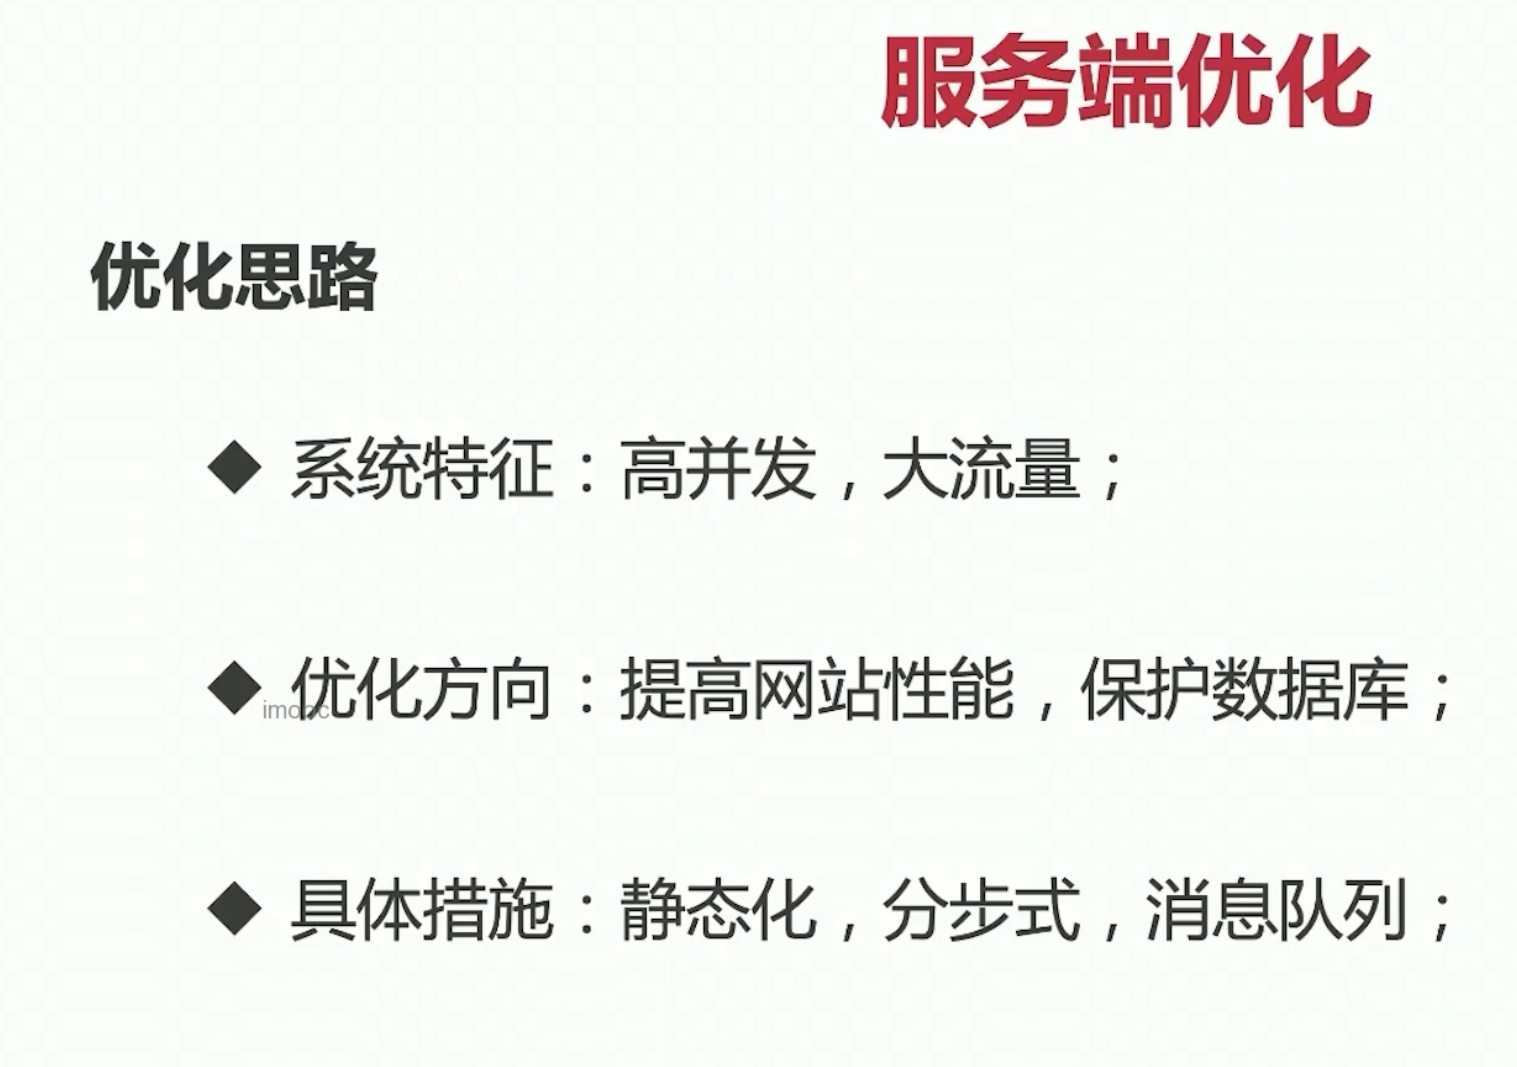 服务端优化
优化思路
◆ 系统特征：高并发，大流量；
◆ 优化方向：提高网站性能，保护数据库；
imooc
◆ 具体措施：静态化，分步式，消息队列；